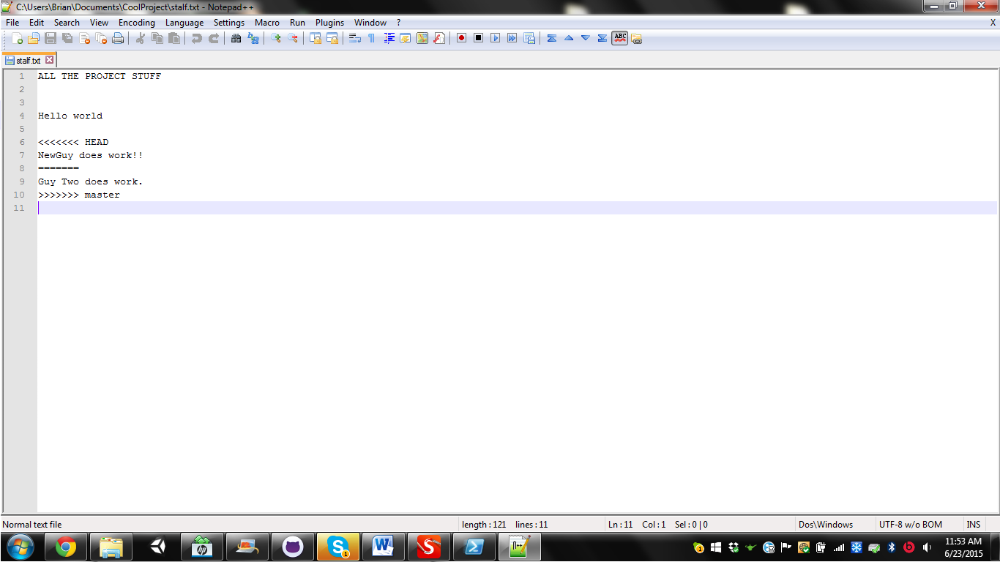 C:\Users\Brian\Documents\CoolProject\stalf.txt - Notepad++
File Edit Search View Encoding Language Settings Macro Run Plugins Window ? X
ABC
stalf.txt
1 ALL THE PROJECT STUFF
2
3
4 Hello world
5
6 <<<<<<< HEAD
7 NewGuy does work!!
8 =======
9 Guy Two does work.
10 >>>>>>> master
11
Normal text file length : 121 lines : 11 Ln : 11 Col : 1 Sel : 0 | 0 Dos\Windows UTF-8 w/o BOM INS
11:53 AM
6/23/2015